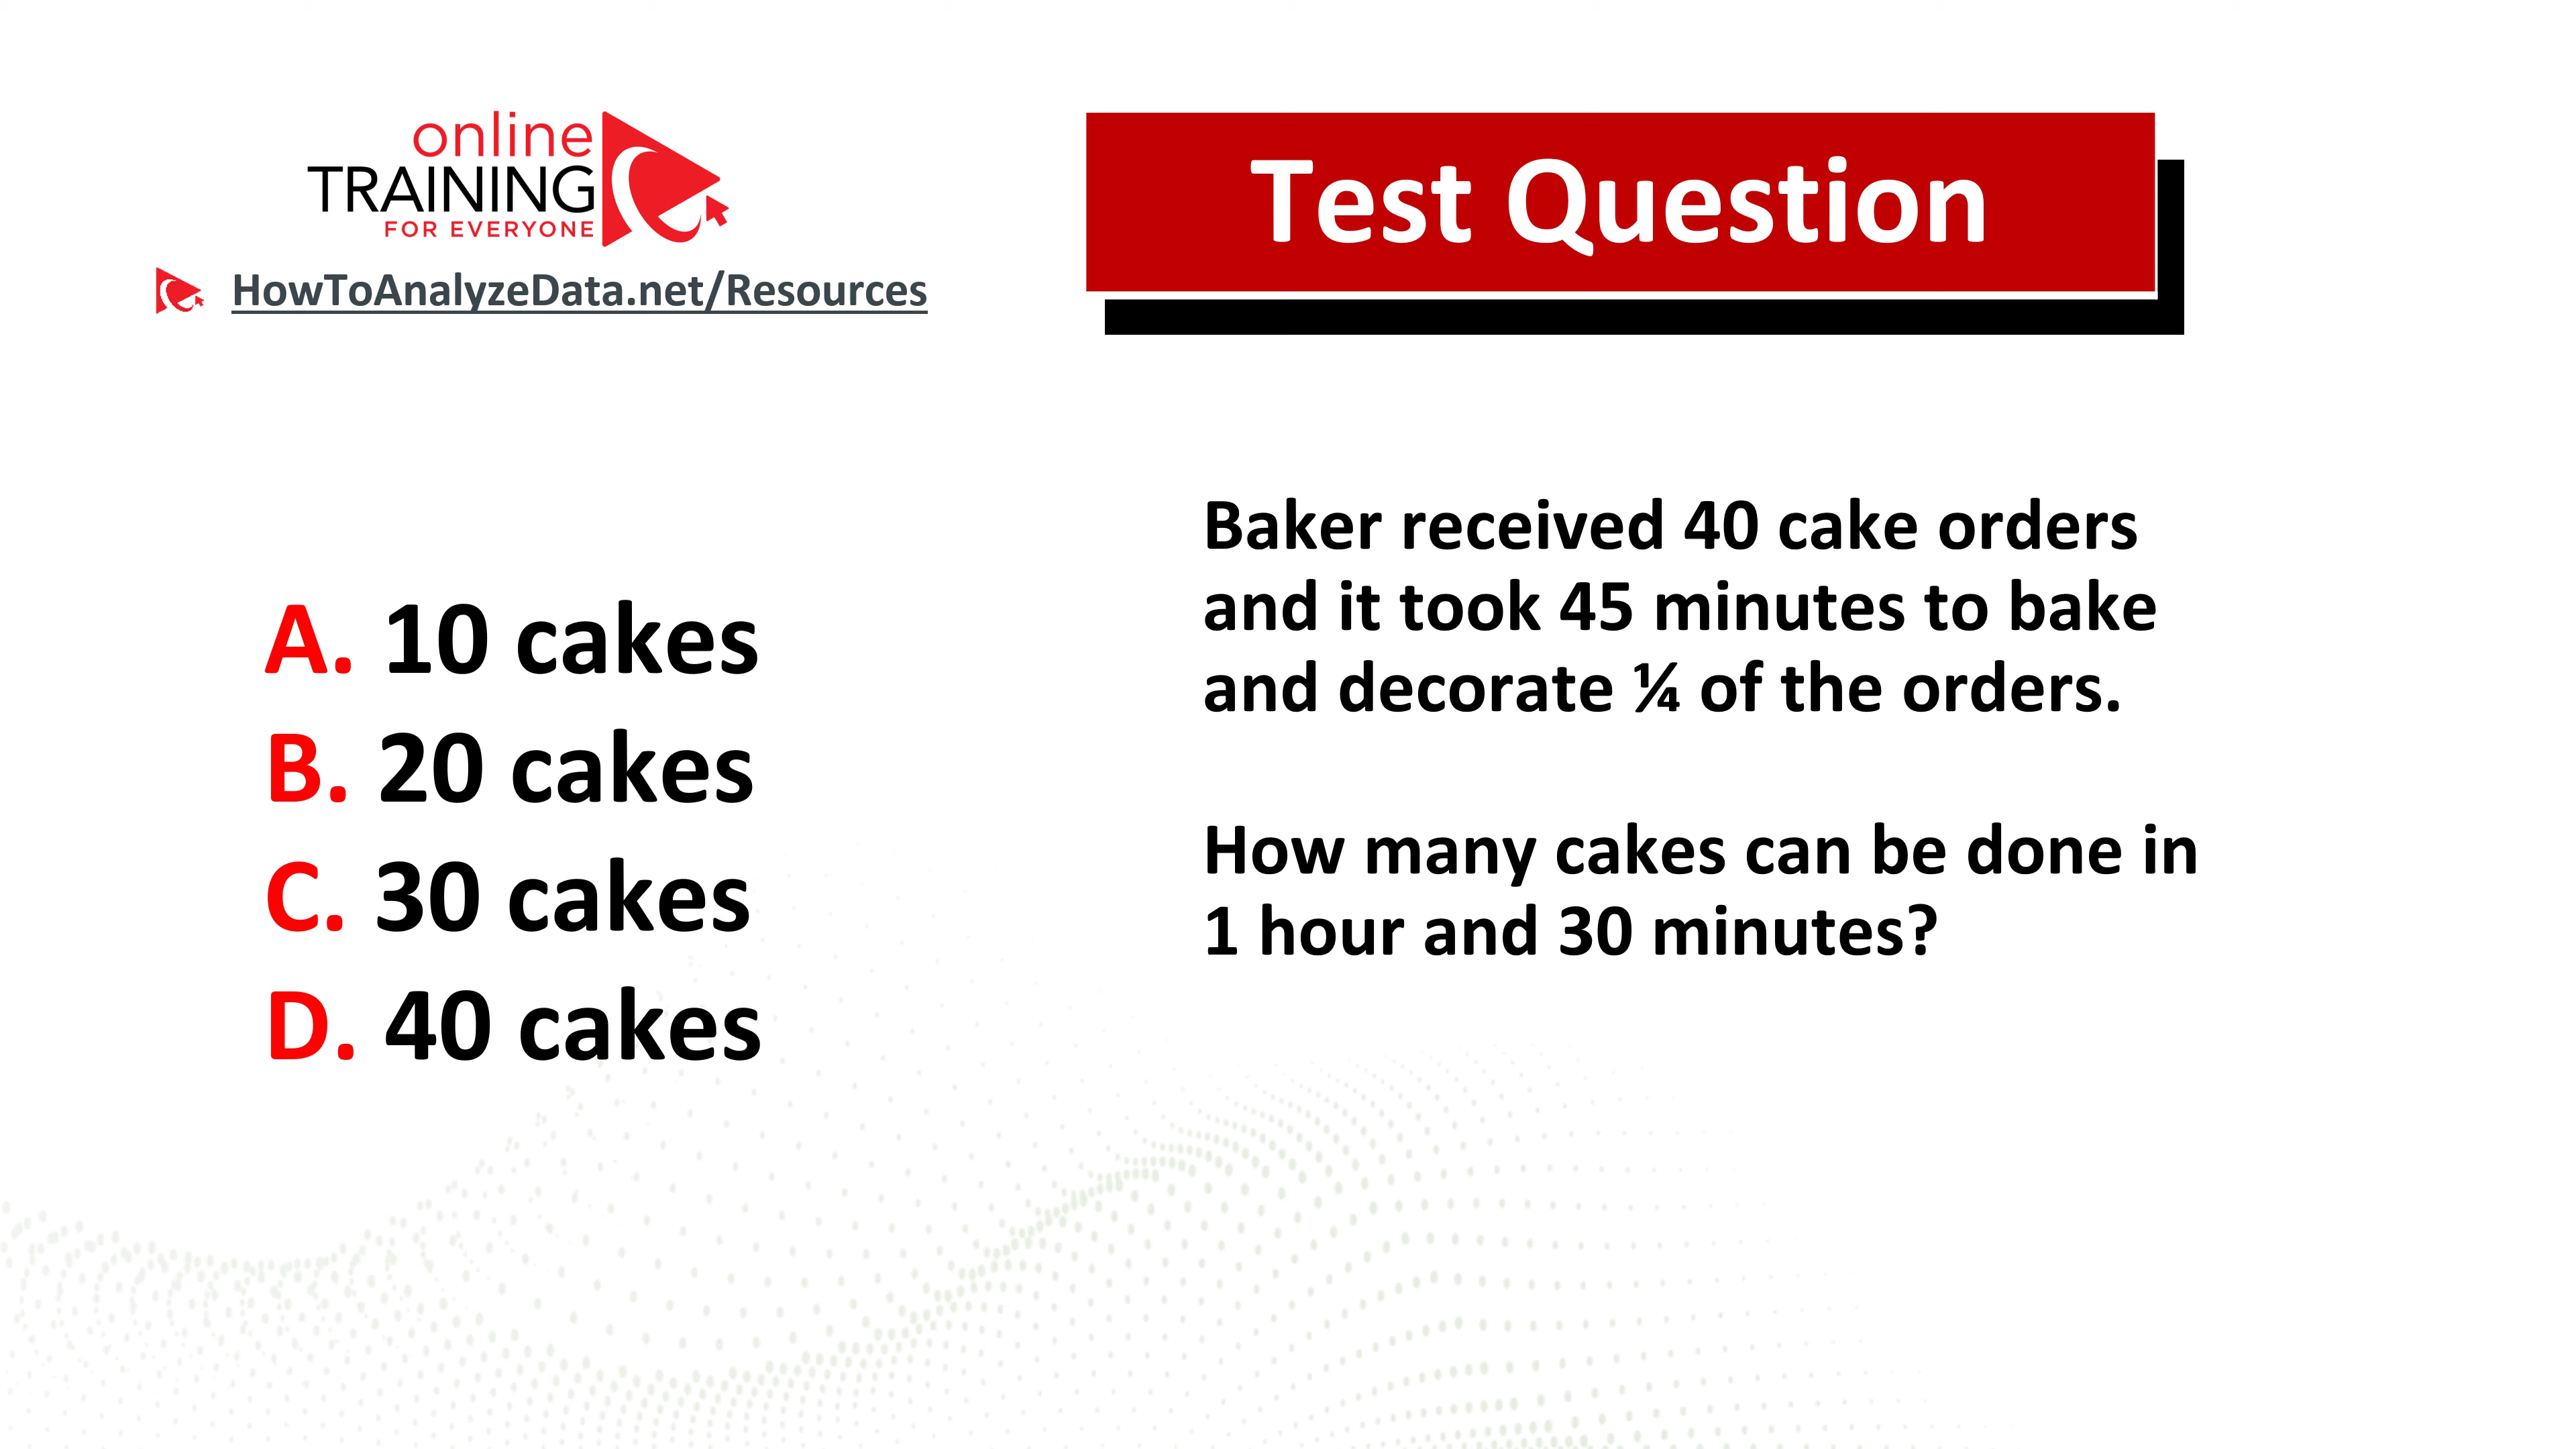 online
TRAINING
FOR EVERYONE
HowToAnalyzeData.net/Resources
Test Question
A. 10 cakes
B. 20 cakes
C. 30 cakes
D. 40 cakes
Baker received 40 cake orders
and it took 45 minutes to bake
and decorate ¼ of the orders.
How many cakes can be done in
1 hour and 30 minutes?